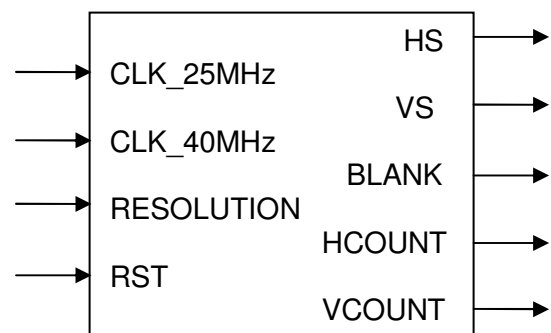 HS
CLK_25MHz
VS
CLK_40MHz
BLANK
RESOLUTION
HCOUNT
RST
VCOUNT